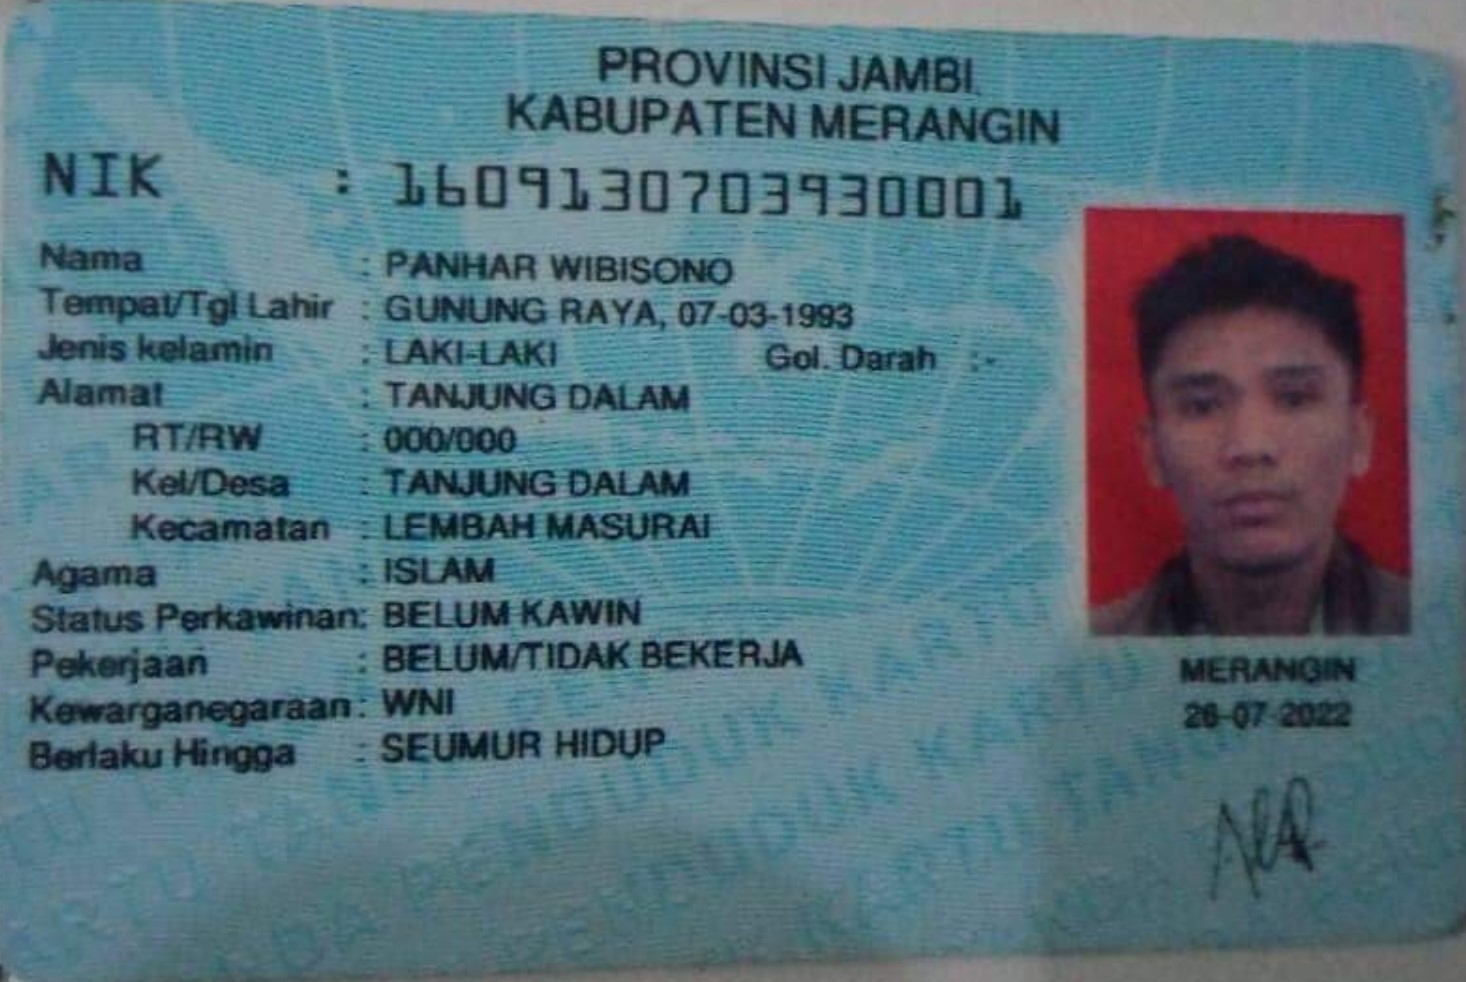 PROVINSI JAMBI
KABUPATEN MERANGIN
NIK : 1609130703930001
Nama : PANHAR WIBISONO
Tempat/Tgl Lahir : GUNUNG RAYA, 07-03-1993
Jenis kelamin : LAKI-LAKI Gol. Darah : -
Alamat : TANJUNG DALAM
RT/RW : 000/000
Kel/Desa : TANJUNG DALAM
Kecamatan : LEMBAH MASURAI
Agama : ISLAM
Status Perkawinan: BELUM KAWIN
Pekerjaan : BELUM/TIDAK BEKERJA
Kewarganegaraan: WNI
Berlaku Hingga : SEUMUR HIDUP
MERANGIN
26-07-2022